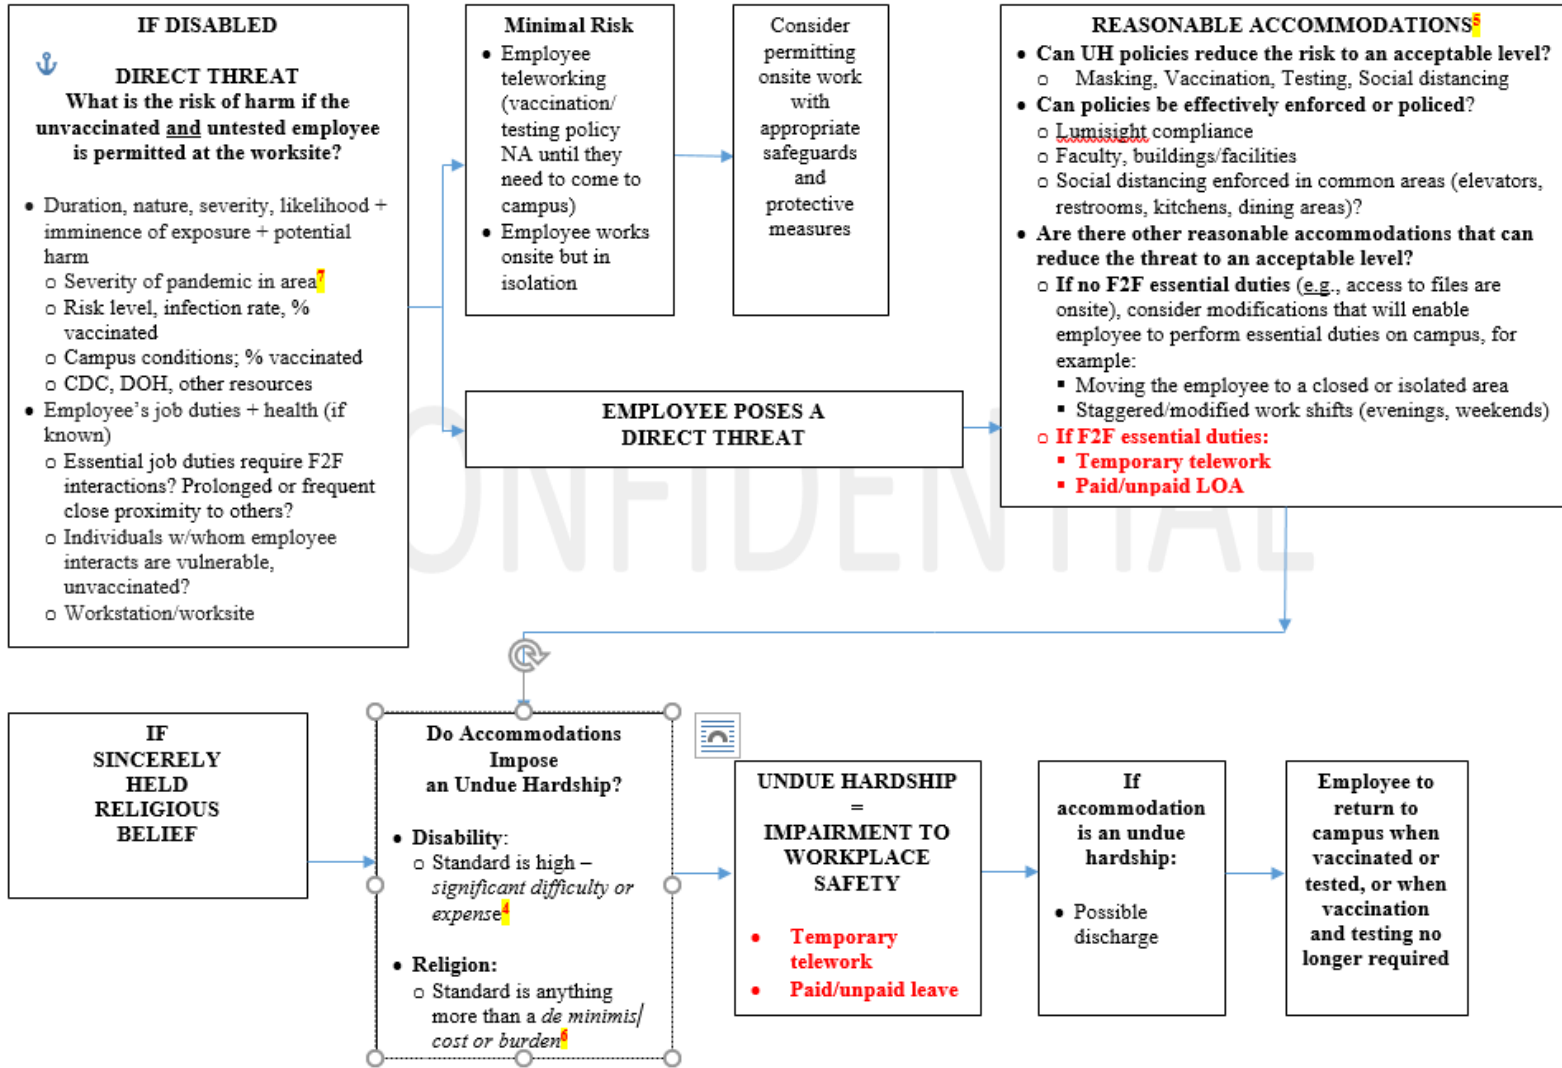 IF DISABLED
DIRECT THREAT
What is the risk of harm if the
unvaccinated and untested employee
is permitted at the worksite?
• Duration, nature, severity, likelihood +
imminence of exposure + potential
harm
o Severity of pandemic in area7
o Risk level, infection rate, %
vaccinated
o Campus conditions; % vaccinated
o CDC, DOH, other resources
• Employee's job duties + health (if
known)
o Essential job duties require F2F
interactions? Prolonged or frequent
close proximity to others?
o Individuals w/whom employee
interacts are vulnerable,
unvaccinated?
o Workstation/worksite
Minimal Risk
• Employee
teleworking
(vaccination/
testing policy
NA until they
need to come to
campus)
• Employee works
onsite but in
isolation
Consider
permitting
onsite work
with
appropriate
safeguards
and
protective
measures
EMPLOYEE POSES A
DIRECT THREAT
REASONABLE ACCOMMODATIONS5
• Can UH policies reduce the risk to an acceptable level?
o Masking, Vaccination, Testing, Social distancing
• Can policies be effectively enforced or policed?
o Lumisight compliance
o Faculty, buildings/facilities
o Social distancing enforced in common areas (elevators,
restrooms, kitchens, dining areas)?
• Are there other reasonable accommodations that can
reduce the threat to an acceptable level?
o If no F2F essential duties (e.g., access to files are
onsite), consider modifications that will enable
employee to perform essential duties on campus, for
example:
▪ Moving the employee to a closed or isolated area
▪ Staggered/modified work shifts (evenings, weekends)
o If F2F essential duties:
▪ Temporary telework
▪ Paid/unpaid LOA
CONFIDENTIAL
IF
SINCERELY
HELD
RELIGIOUS
BELIEF
Do Accommodations
Impose
an Undue Hardship?
• Disability:
o Standard is high –
significant difficulty or
expense4
• Religion:
o Standard is anything
more than a de minimis
cost or burden6
UNDUE HARDSHIP
=
IMPAIRMENT TO
WORKPLACE
SAFETY
• Temporary
telework
• Paid/unpaid leave
If
accommodation
is an undue
hardship:
• Possible
discharge
Employee to
return to
campus when
vaccinated or
tested, or when
vaccination
and testing no
longer required